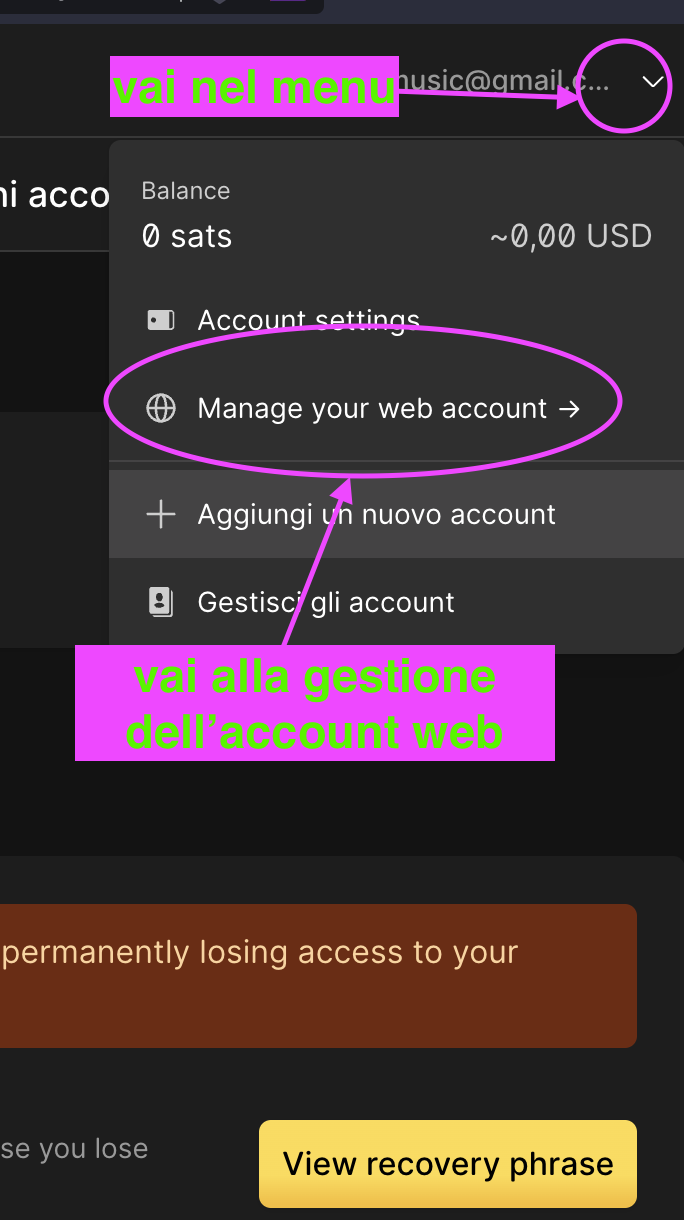 vai nel menu
music@gmail.c...
ni acco
Balance
0 sats ~0,00 USD
Account settings
Manage your web account →
Aggiungi un nuovo account
Gestisci gli account
vai alla gestione
dell'account web
permanently losing access to your
se you lose
View recovery phrase